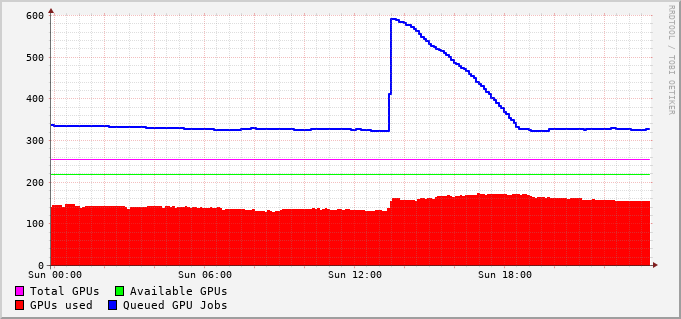 600
500
400
300
200
100
0
Sun 00:00 Sun 06:00 Sun 12:00 Sun 18:00
Total GPUs Available GPUs
GPUs used Queued GPU Jobs
RRDTOOL / TOBI OETIKER